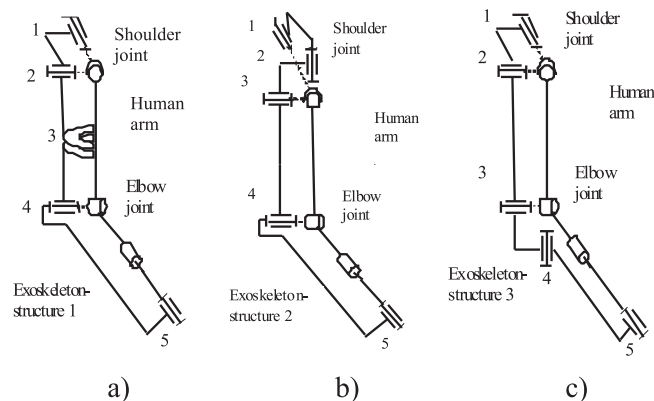 1
Shoulder
joint
2
Human
arm
3
Elbow
joint
4
Exoskeleton-
structure 1
5
a)
1
Shoulder
joint
2
3
Human
arm
4
Elbow
joint
Exoskeleton-
structure 2
5
b)
1
Shoulder
joint
2
Human
arm
3
Elbow
joint
Exoskeleton-
structure 3
4
5
c)